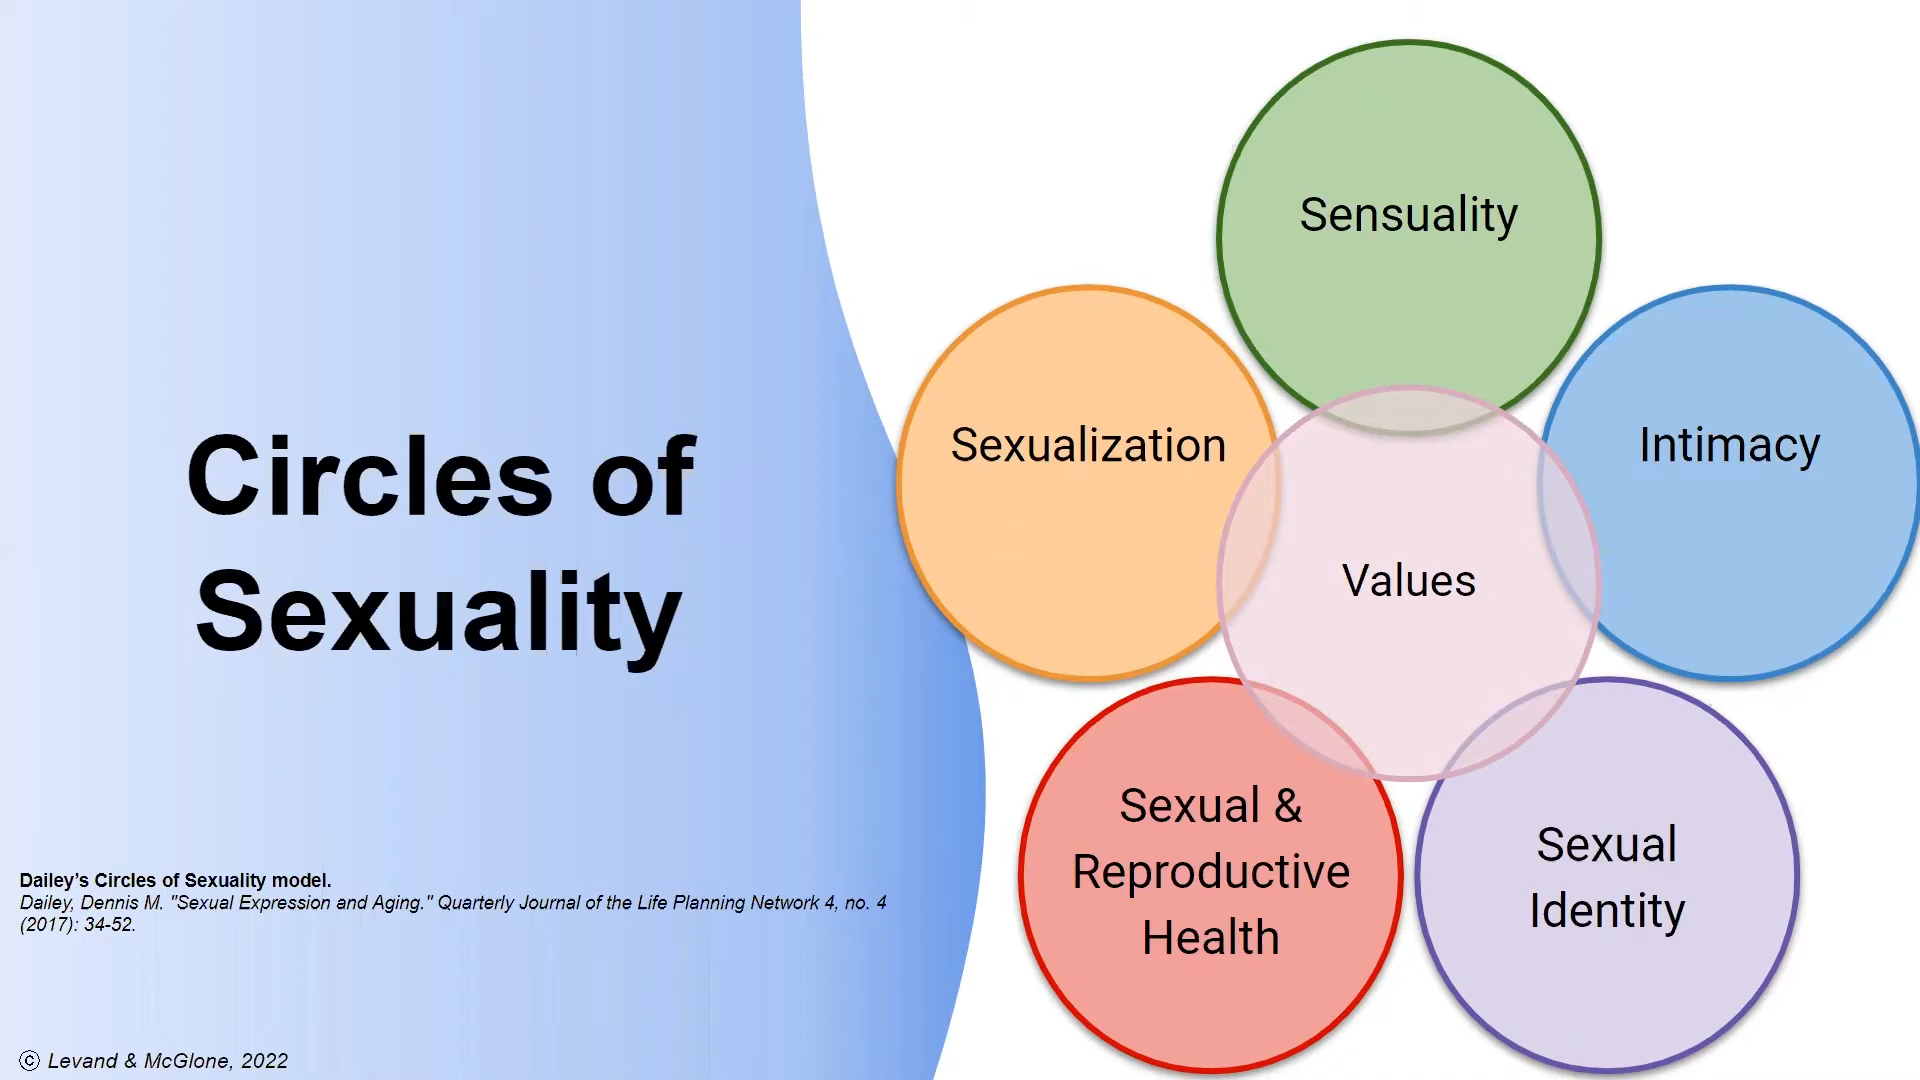 Circles of
Sexuality
Dailey’s Circles of Sexuality model.
Dailey, Dennis M. "Sexual Expression and Aging." Quarterly Journal of the Life Planning Network 4, no. 4
(2017): 34-52.
© Levand & McGlone, 2022
Sensuality
Sexualization
Intimacy
Values
Sexual &
Reproductive
Health
Sexual
Identity